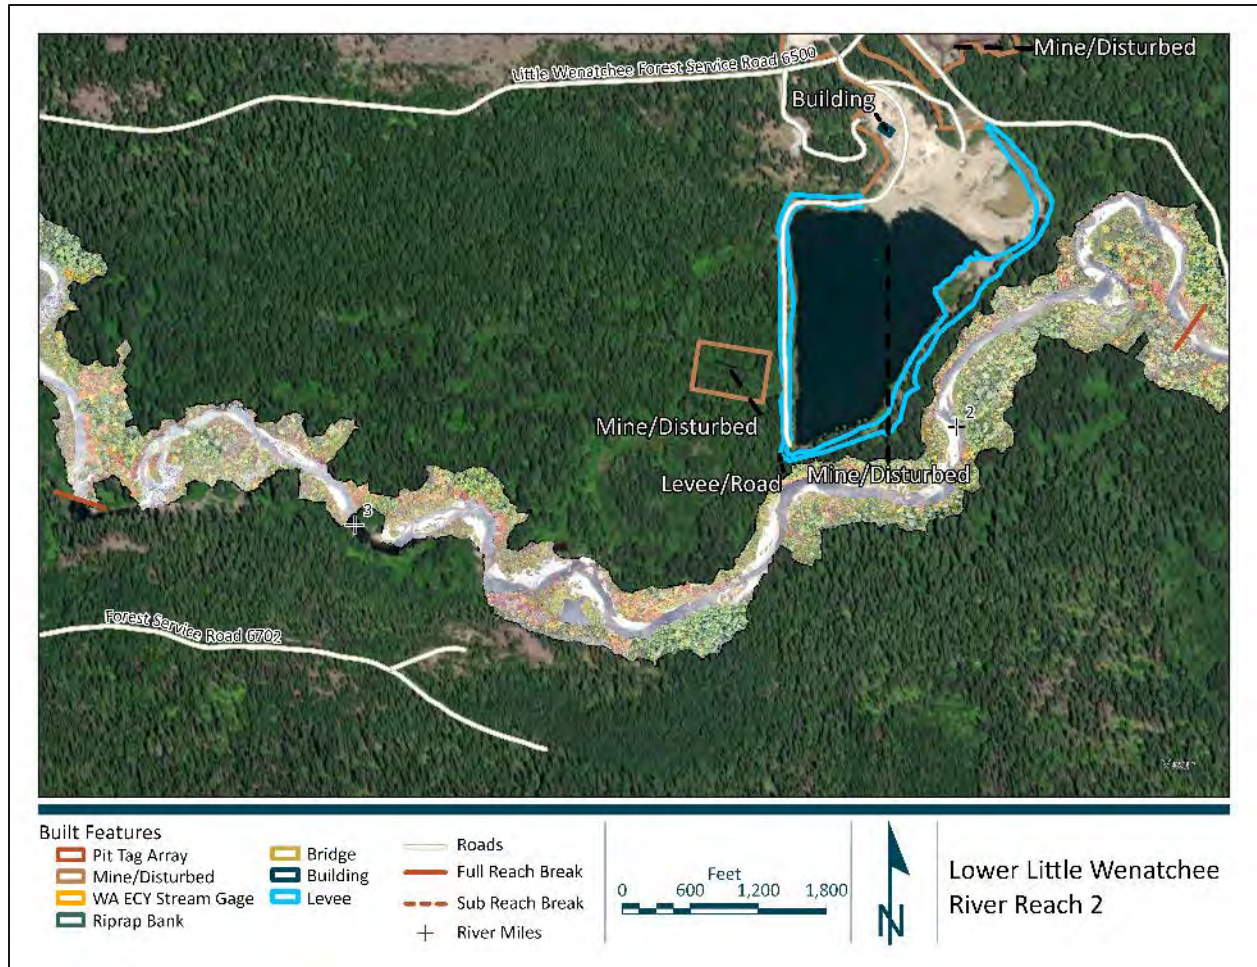 Mine/Disturbed
Little Wenatchee Forest Service Road 6500
Building
2
Mine/Disturbed
Levee/Road
Mine/Disturbed
3
Forest Service Road 6702
Built Features
Pit Tag Array
Mine/Disturbed
WA ECY Stream Gage
Riprap Bank
Bridge
Building
Levee
Roads
Full Reach Break
Sub Reach Break
River Miles
Feet
0 600 1,200 1,800
N
Lower Little Wenatchee
River Reach 2